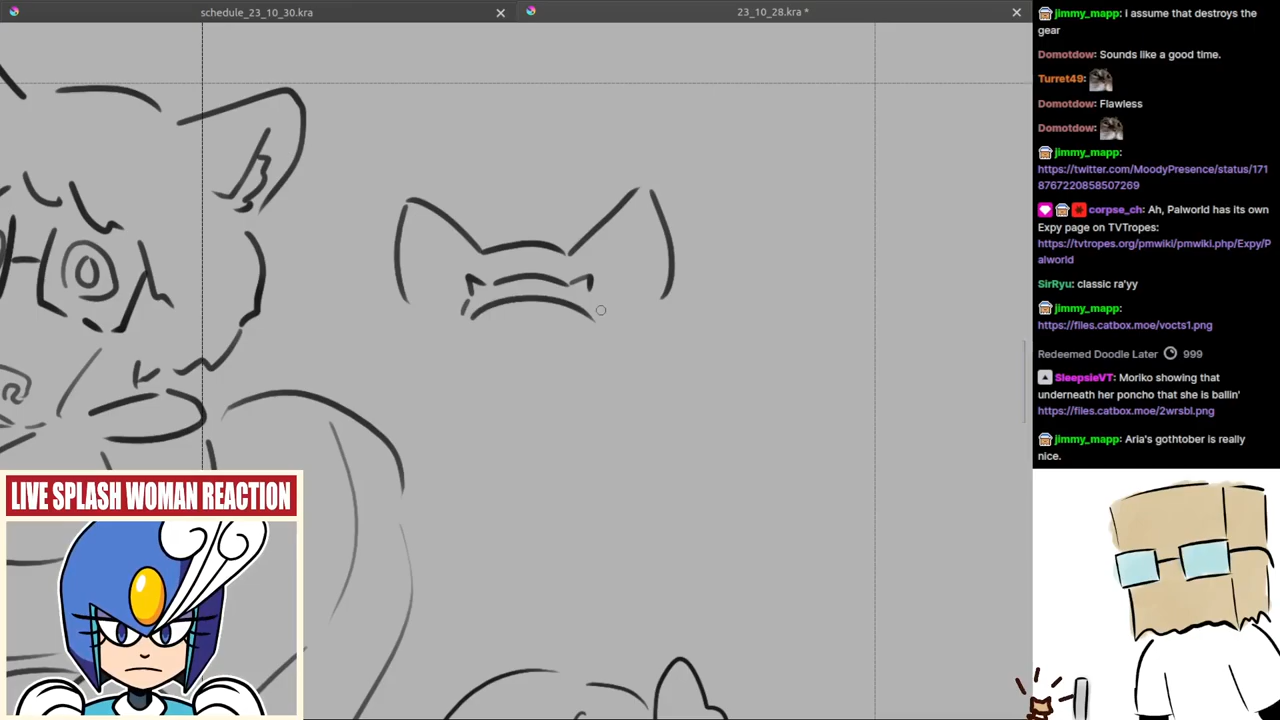 schedule_23_10_30.kra
23_10_28.kra *
jimmy_mapp: I assume that destroys the
gear
Domotdow: Sounds like a good time.
Turret49:
Domotdow: Flawless
Domotdow:
jimmy_mapp:
https://twitter.com/MoodyPresence/status/171
8767220858507269
corpse_ch: Ah, Palworld has its own
Expy page on TVTropes:
https://tvtropes.org/pmwiki/pmwiki.php/Expy/P
alworld
SirRyu: classic ra'yy
jimmy_mapp:
https://files.catbox.moe/vocts1.png
Redeemed Doodle Later 999
SleepsieVT: Moriko showing that
underneath her poncho that she is ballin'
https://files.catbox.moe/2wrsbl.png
jimmy_mapp: Aria's gothtober is really
nice.
LIVE SPLASH WOMAN REACTION